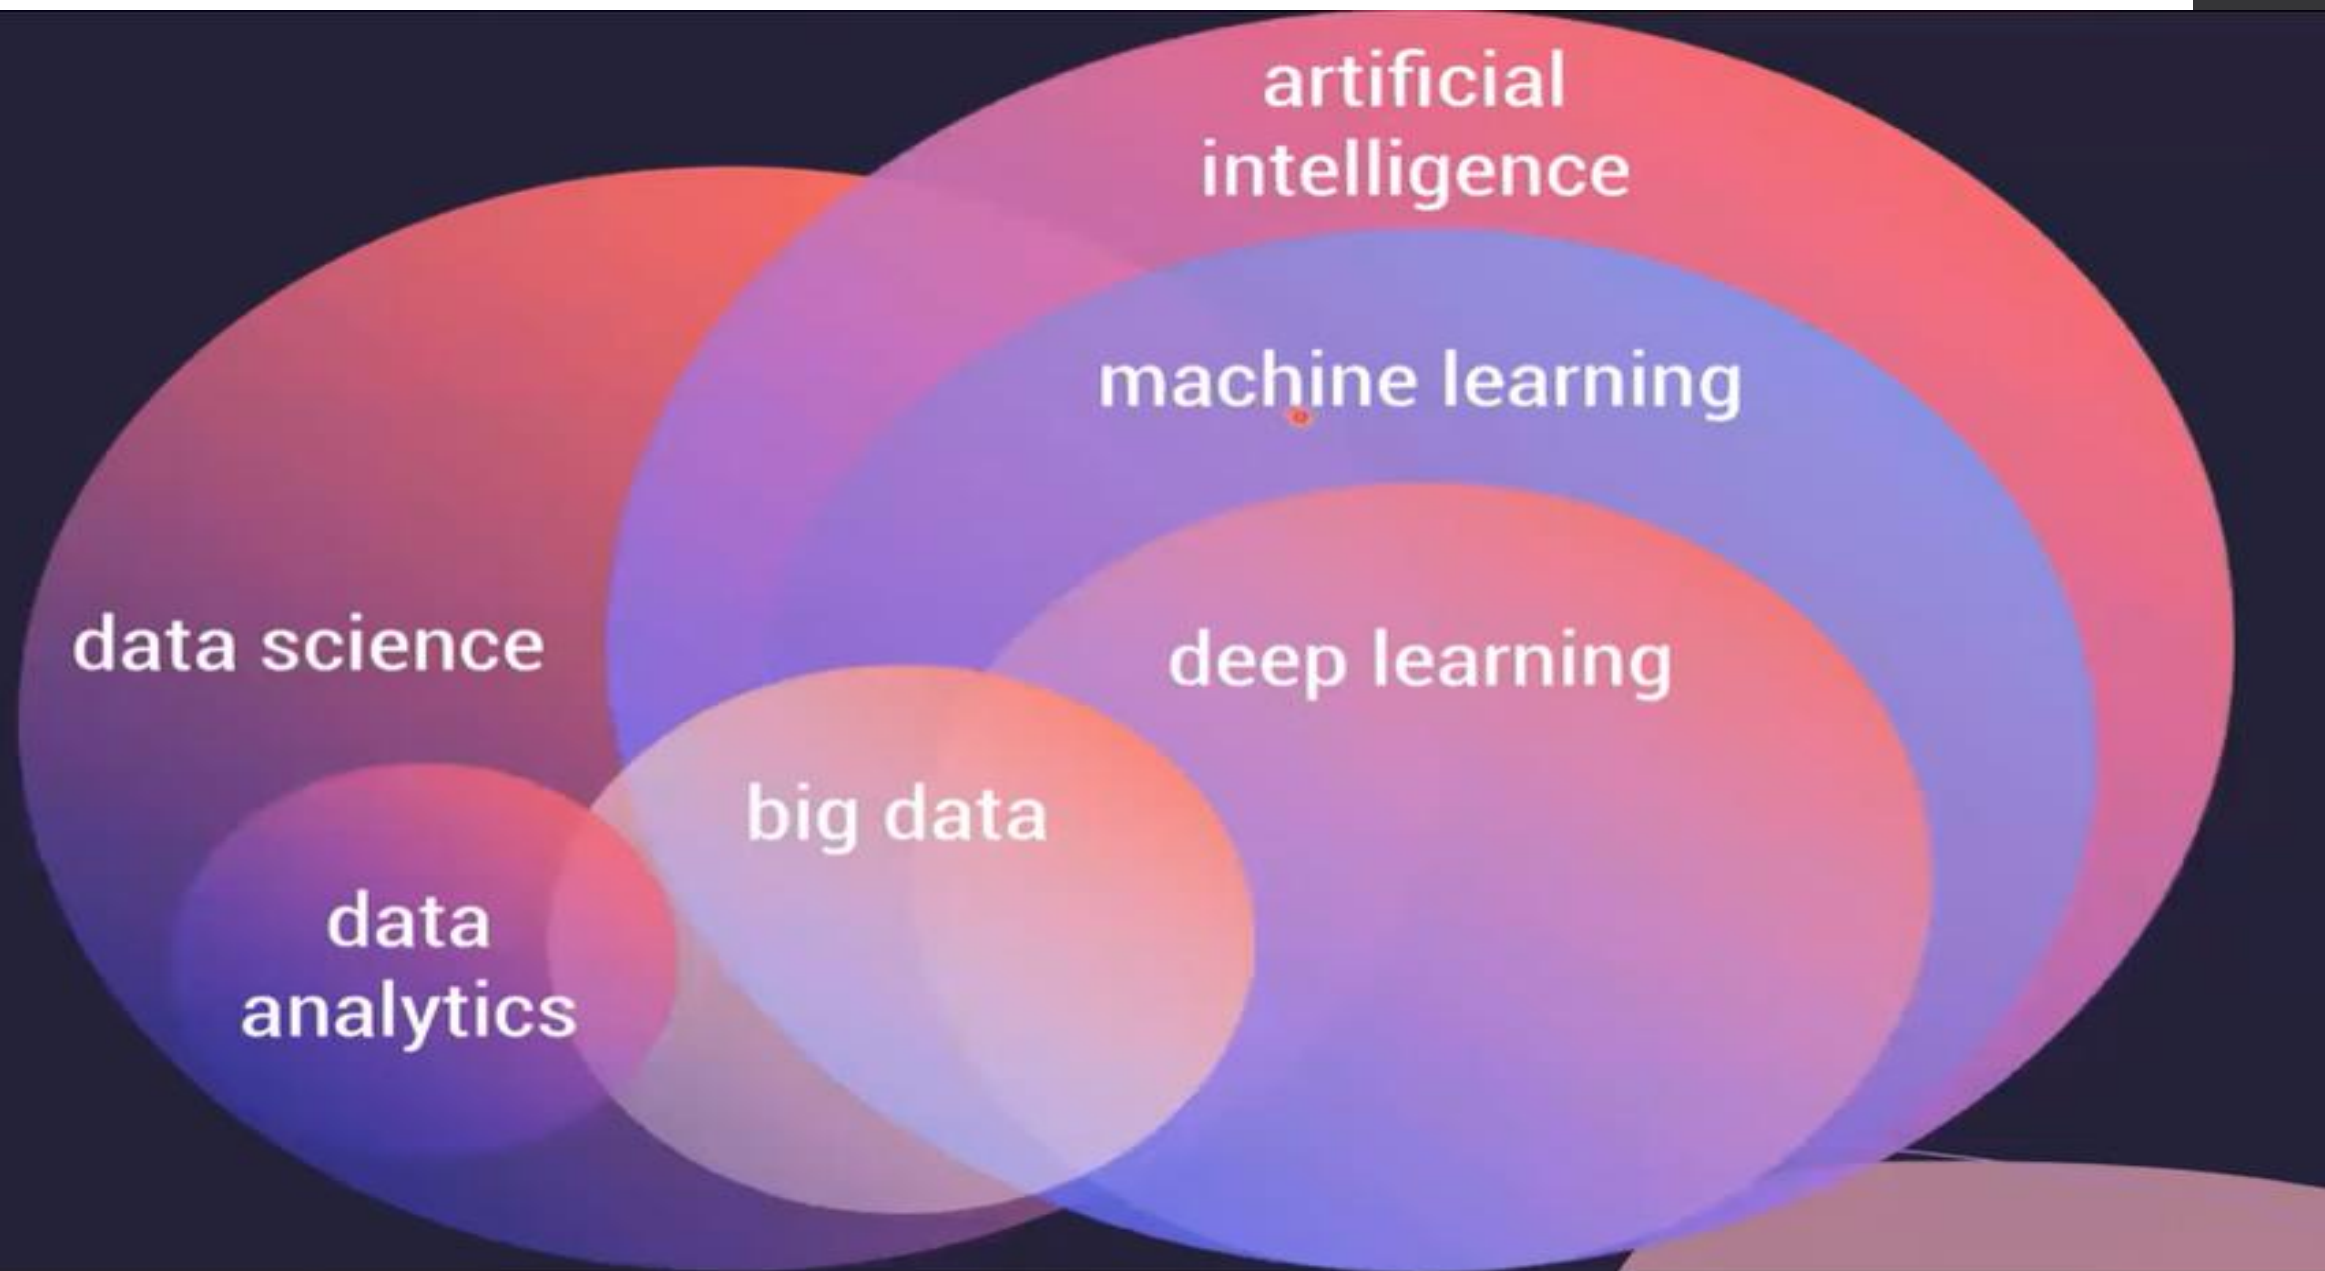 artificial
intelligence
machine learning
data science
deep learning
big data
data
analytics